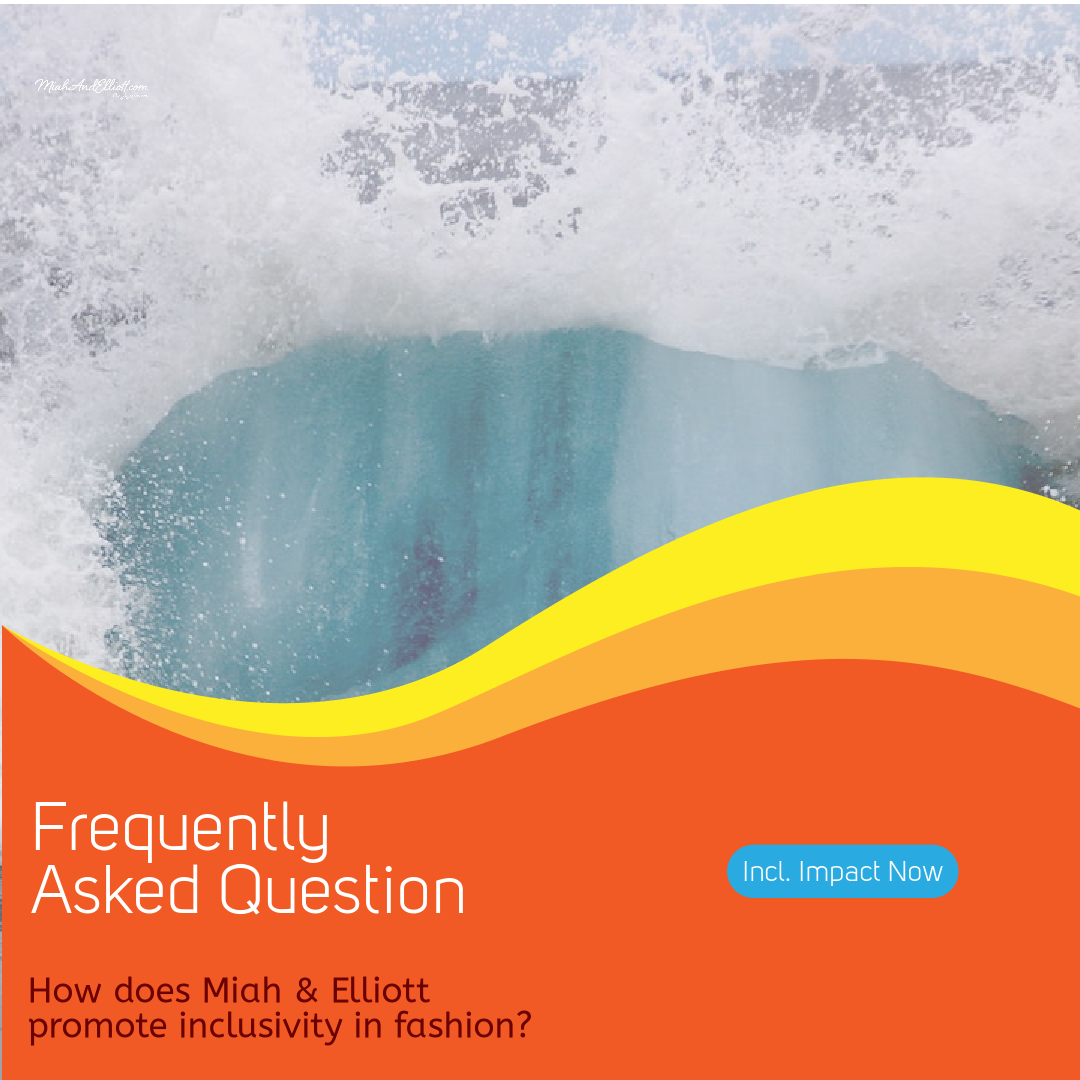 MiahAndElliott.com
Frequently
Asked Question
Incl. Impact Now
How does Miah & Elliott
promote inclusivity in fashion?